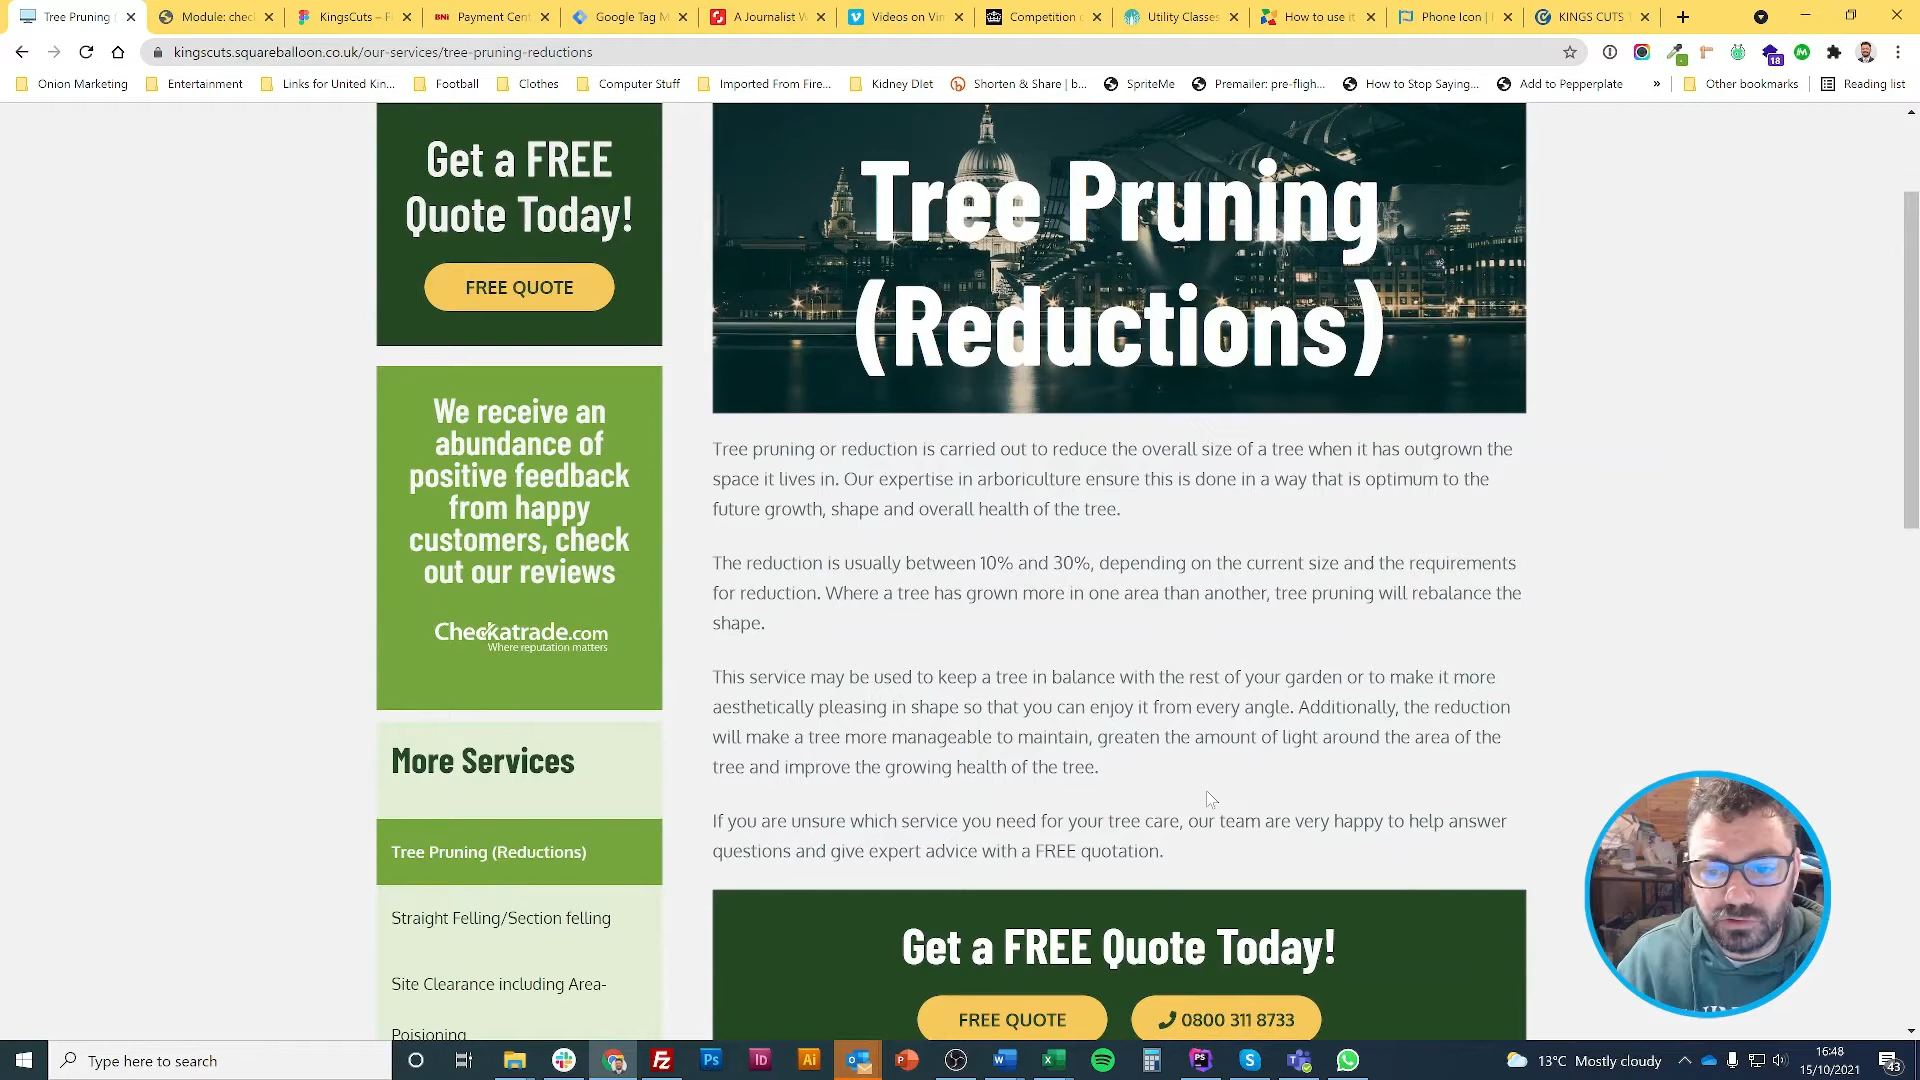 Tree Pruning
Module: chec
KingsCuts – Fi
BNI Payment Cent
Google Tag M
A Journalist W
Videos on Vim
Competition
Utility Classes
How to use it
Phone Icon |
KINGS CUTS
kingscuts.squareballoon.co.uk/our-services/tree-pruning-reductions
18
Onion Marketing
Entertainment
Links for United Kin...
Football
Clothes
Computer Stuff
Imported From Fire...
Kidney DIet
Shorten & Share | b...
SpriteMe
Premailer: pre-fligh...
How to Stop Saying...
Add to Pepperplate
»
Other bookmarks
Reading list
Get a FREE
Quote Today!
FREE QUOTE
We receive an
abundance of
positive feedback
from happy
customers, check
out our reviews
Checkatrade.com
Where reputation matters
More Services
Tree Pruning (Reductions)
Straight Felling/Section felling
Site Clearance including Area-
Poisioning
Tree Pruning
(Reductions)
Tree pruning or reduction is carried out to reduce the overall size of a tree when it has outgrown the
space it lives in. Our expertise in arboriculture ensure this is done in a way that is optimum to the
future growth, shape and overall health of the tree.
The reduction is usually between 10% and 30%, depending on the current size and the requirements
for reduction. Where a tree has grown more in one area than another, tree pruning will rebalance the
shape.
This service may be used to keep a tree in balance with the rest of your garden or to make it more
aesthetically pleasing in shape so that you can enjoy it from every angle. Additionally, the reduction
will make a tree more manageable to maintain, greaten the amount of light around the area of the
tree and improve the growing health of the tree.
If you are unsure which service you need for your tree care, our team are very happy to help answer
questions and give expert advice with a FREE quotation.
Get a FREE Quote Today!
FREE QUOTE
0800 311 8733
Type here to search
Ps
Id
Ai
13°C Mostly cloudy
16:48
15/10/2021
43